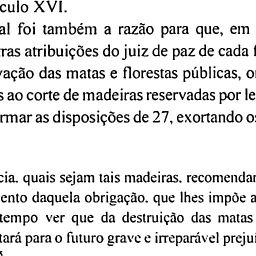 culo XVI.
al foi também a razão para que, em
ras atribuições do juiz de paz de cada f
vação das matas e florestas públicas, o
s ao corte de madeiras reservadas por le
rmar as disposições de 27, exortando o
cia. quais sejam tais madeiras. recomendar
ento daquela obrigação. que lhes impõe a
tempo ver que da destruição das matas
tará para o futuro grave e irreparável prejui